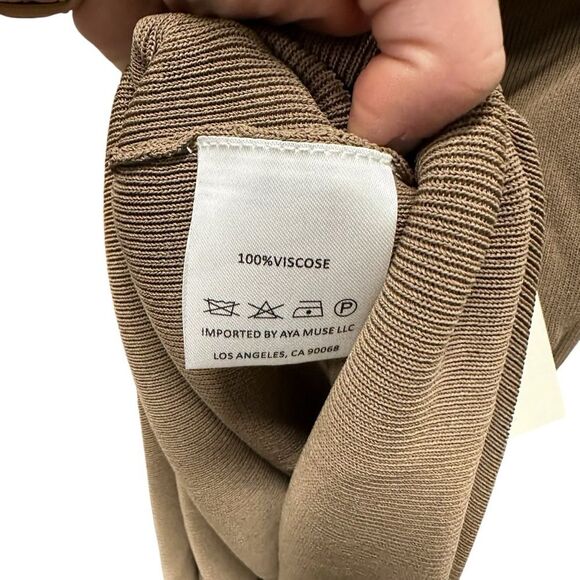 100%VISCOSE
P
IMPORTED BY AYA MUSE LLC
LOS ANGELES, CA 90068